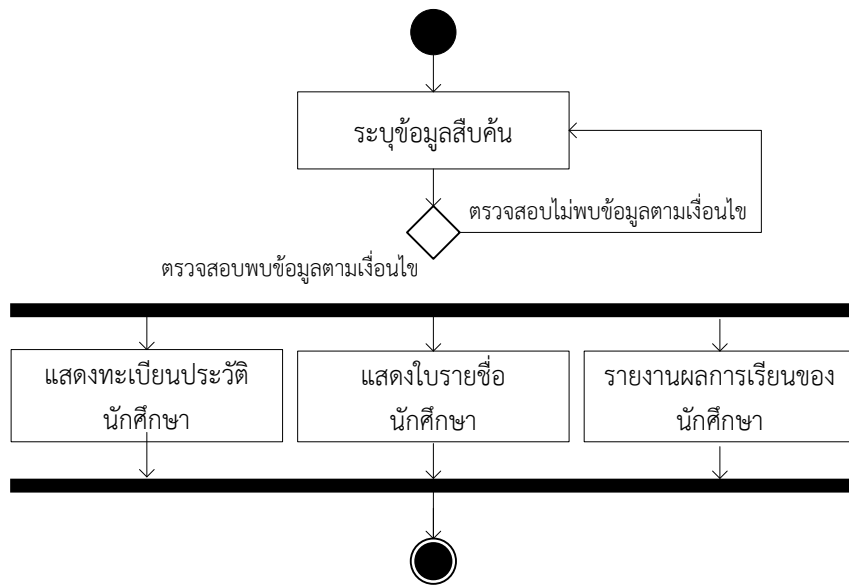 ระบุข้อมูลสืบค้น
ตรวจสอบไม่พบข้อมูลตามเงื่อนไข
ตรวจสอบพบข้อมูลตามเงื่อนไข
แสดงทะเบียนประวัติ
นักศึกษา
แสดงใบรายชื่อ
นักศึกษา
รายงานผลการเรียนของ
นักศึกษา